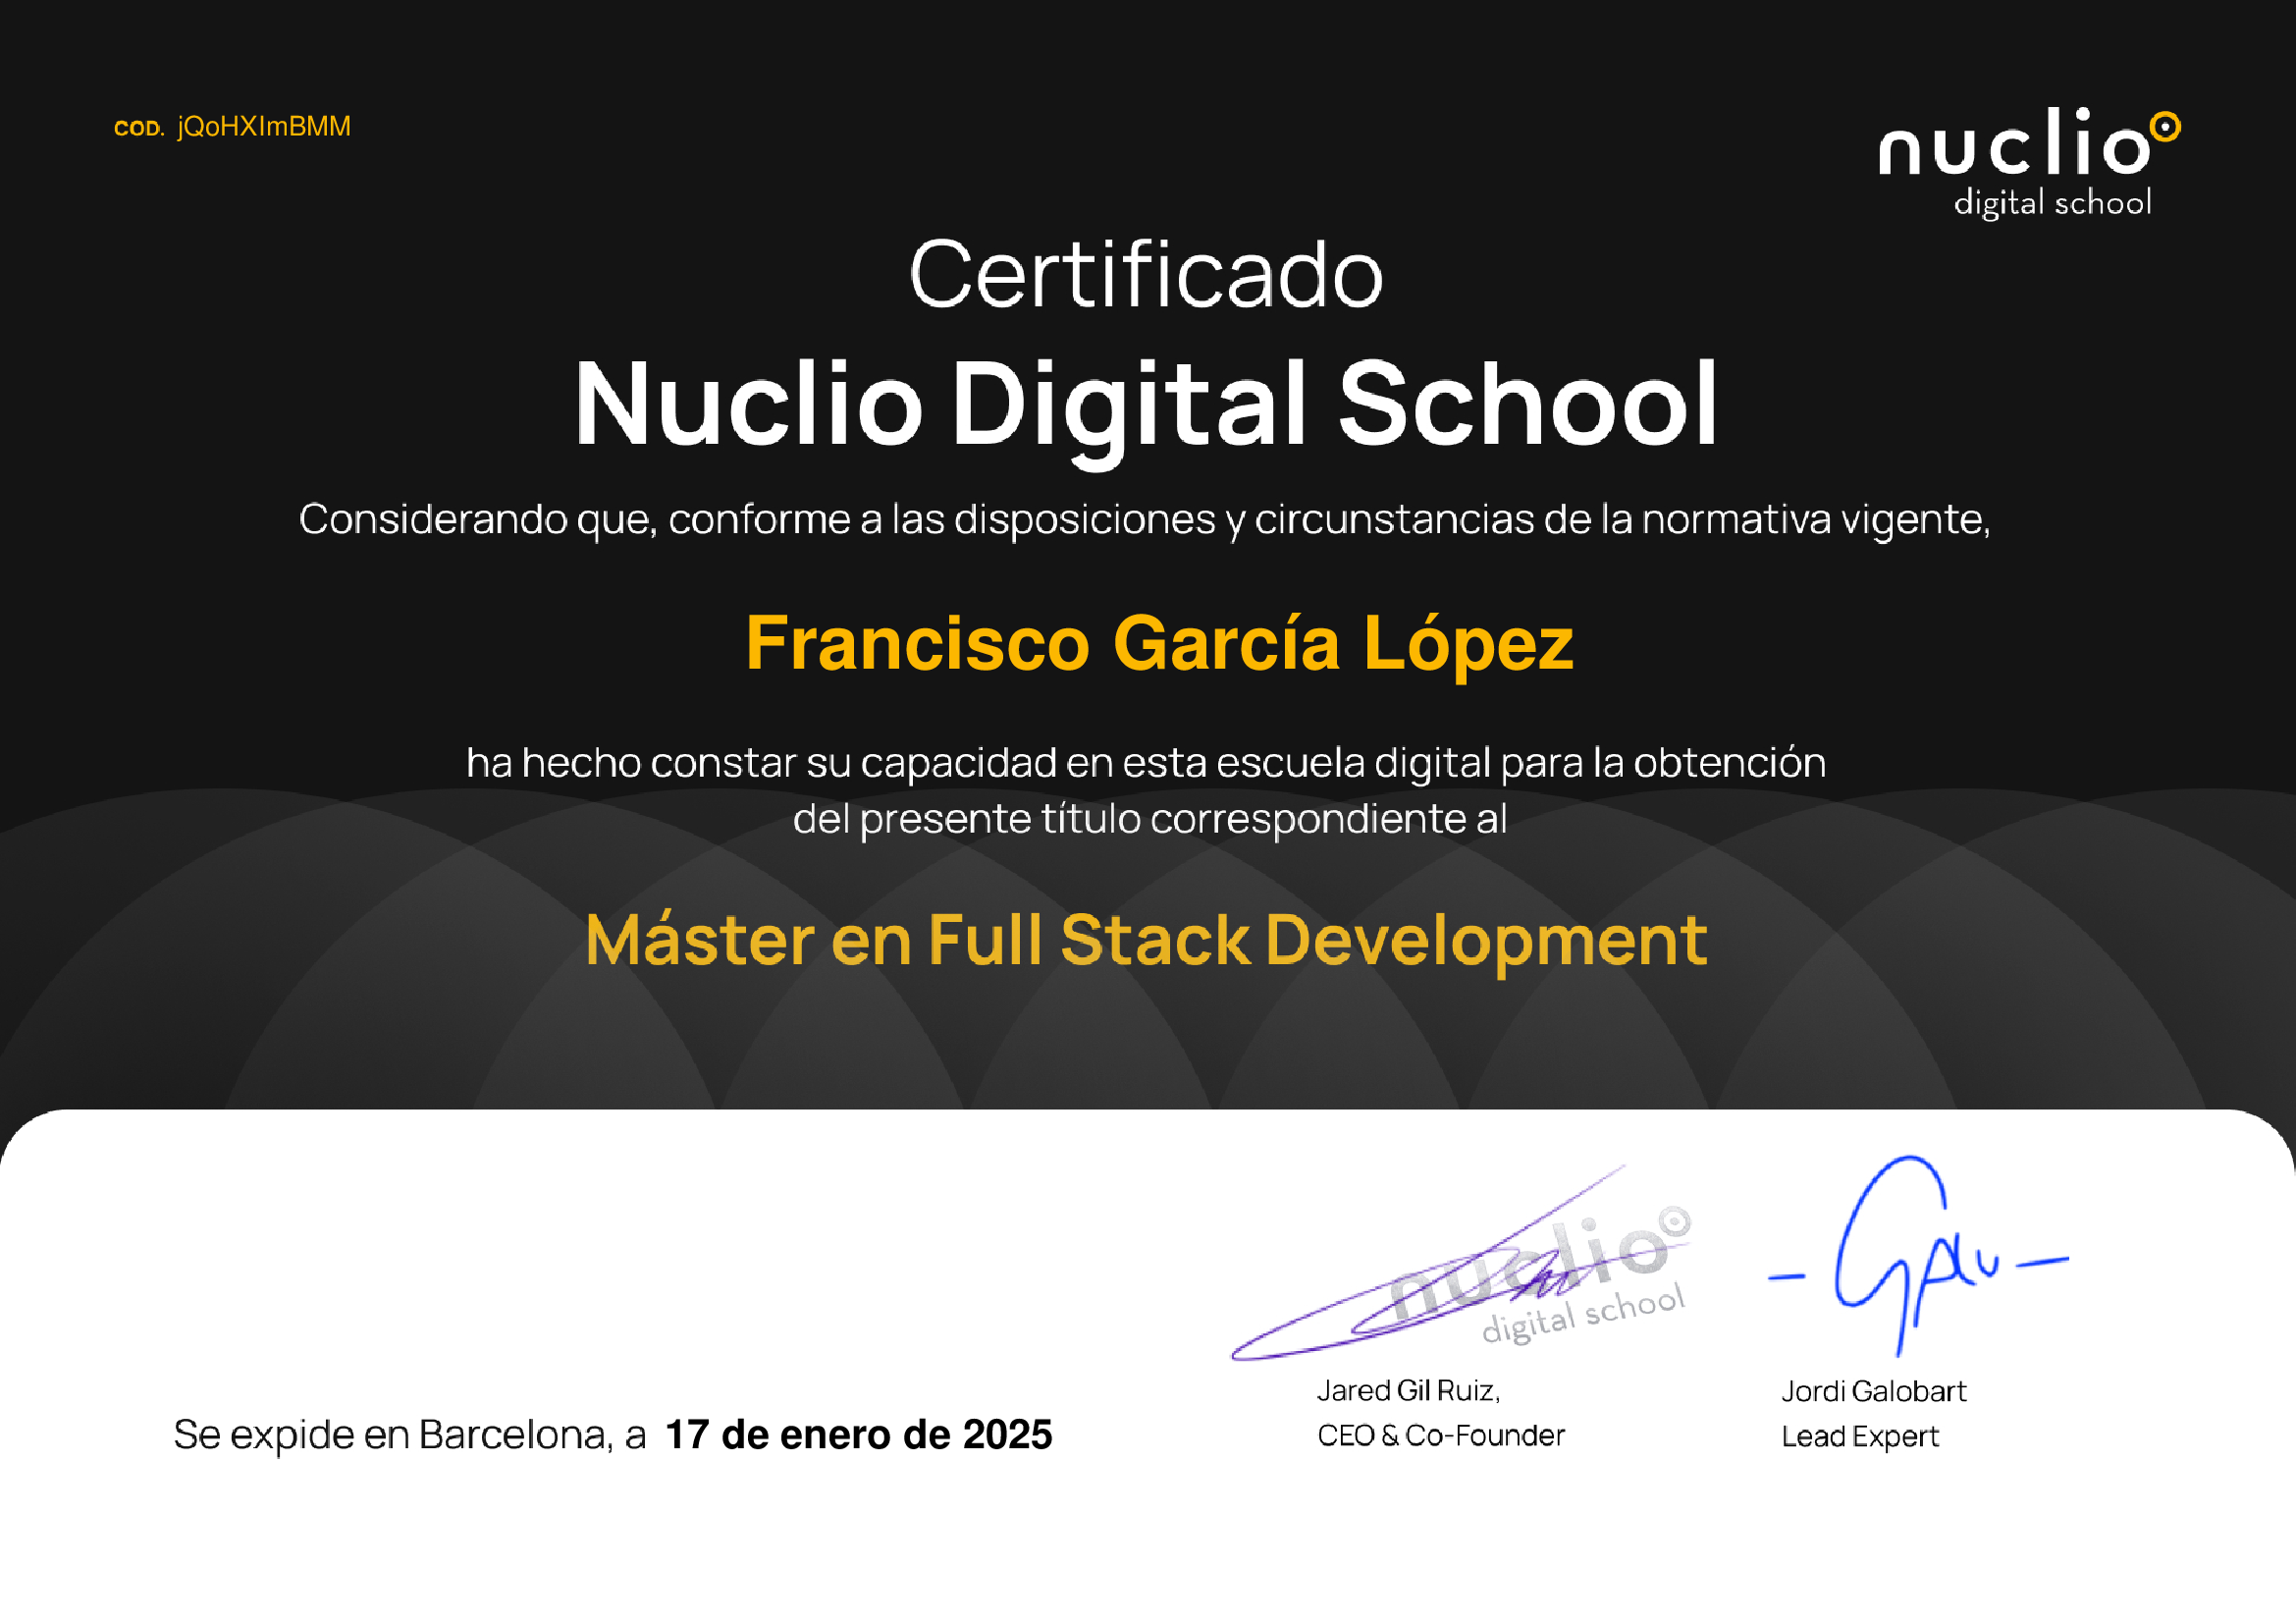 COD. jQoHXImBMM
nuclio
digital school
Certificado
Nuclio Digital School
Considerando que, conforme a las disposiciones y circunstancias de la normativa vigente,
Francisco García López
ha hecho constar su capacidad en esta escuela digital para la obtención
del presente título correspondiente al
Máster en Full Stack Development
nuclio
digital school
Jared Gil Ruiz,
CEO & Co-Founder
Jordi Galobart
Lead Expert
Se expide en Barcelona, a 17 de enero de 2025